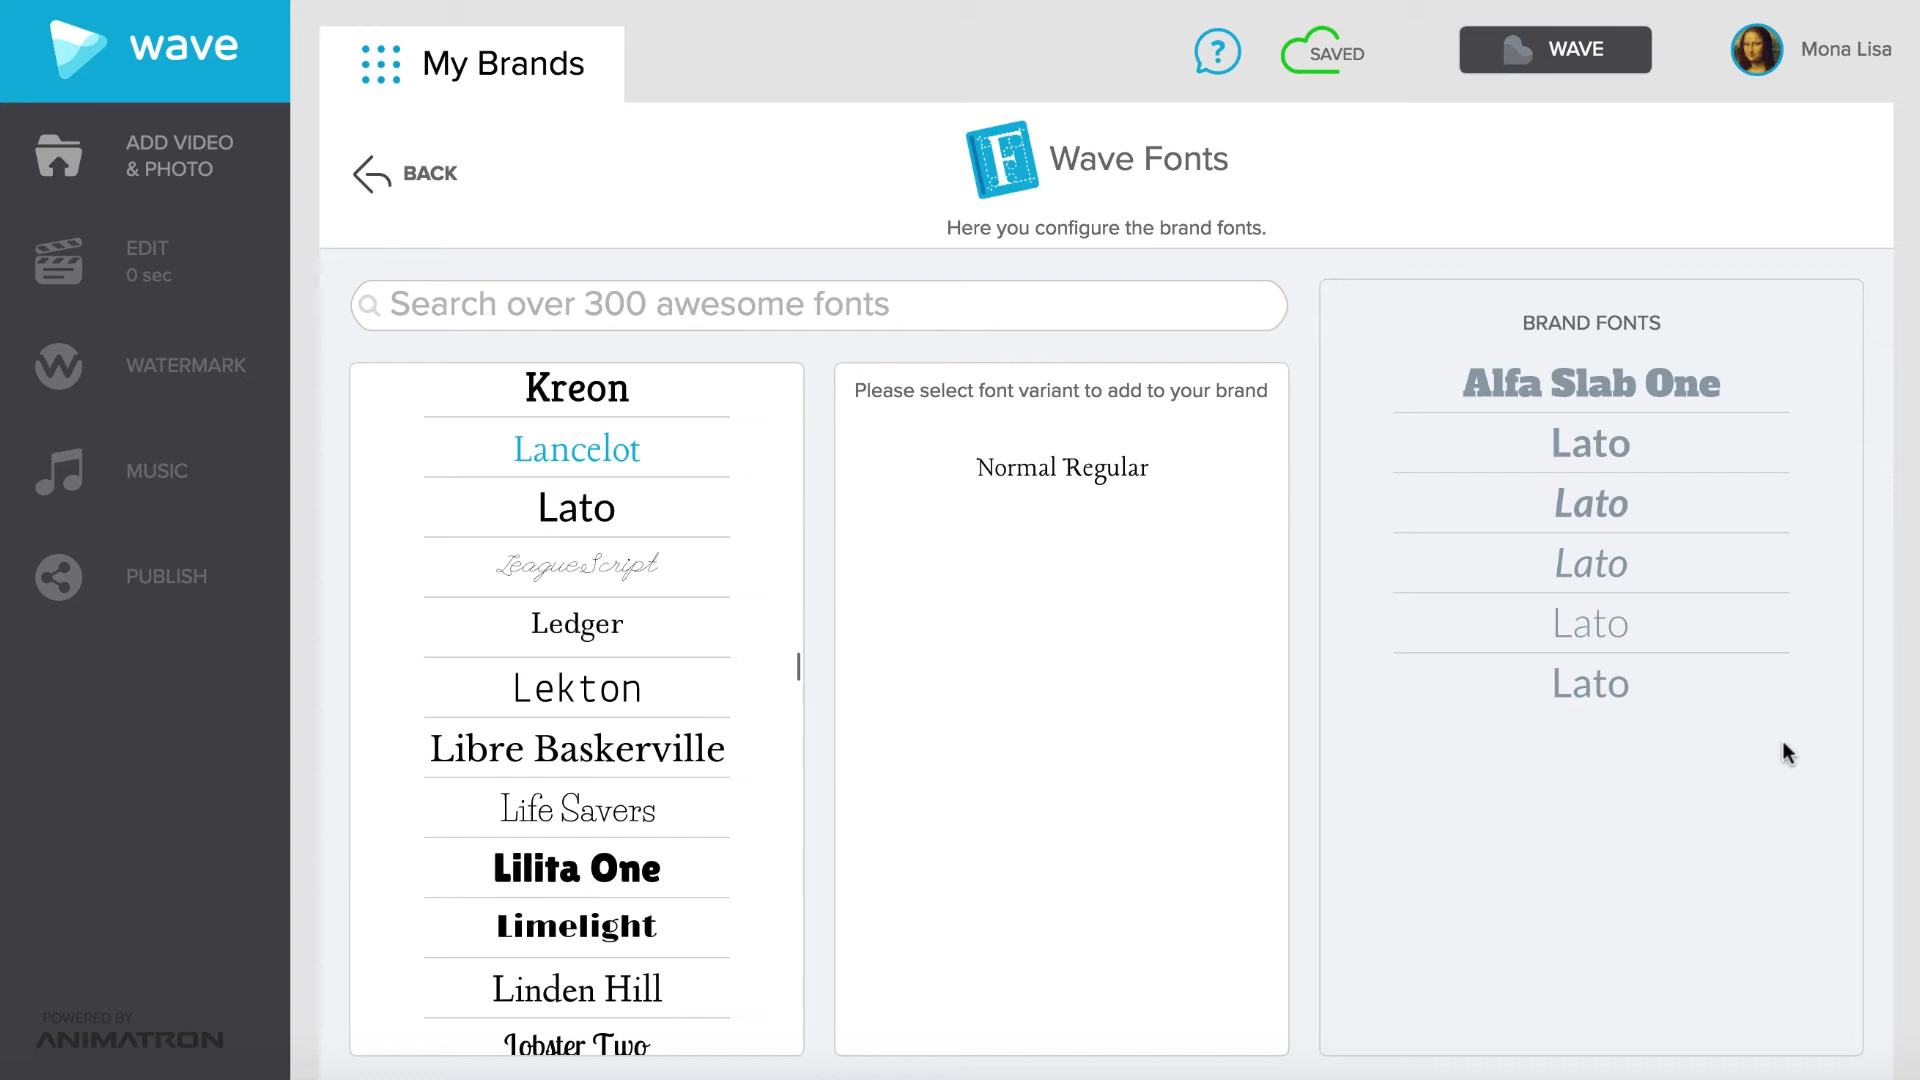 wave
My Brands
?
SAVED
WAVE
Mona Lisa
ADD VIDEO
& PHOTO
EDIT
0 sec
WATERMARK
MUSIC
PUBLISH
POWERED BY
ANIMATRON
BACK
F
Wave Fonts
Here you configure the brand fonts.
Search over 300 awesome fonts
Kreon
Lancelot
Lato
LeagueScript
Ledger
Lekton
Libre Baskerville
Life Savers
Lilita One
Limelight
Linden Hill
Lobster Two
Please select font variant to add to your brand
Normal Regular
BRAND FONTS
Alfa Slab One
Lato
Lato
Lato
Lato
Lato